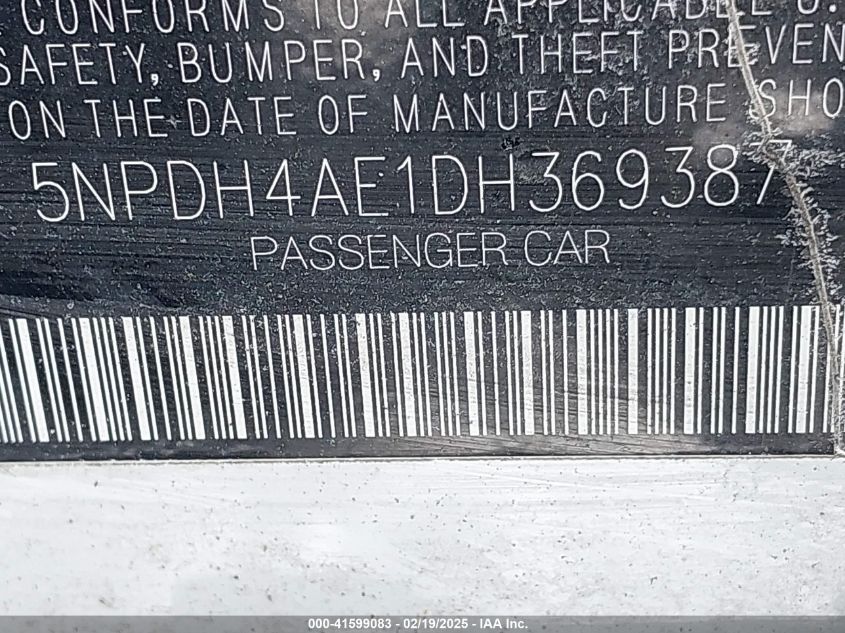 CONFORMS TO ALL APPLICABLE U.
SAFETY, BUMPER, AND THEFT PREVEN
ON THE DATE OF MANUFACTURE SHO
5NPDH4AE1DH369387
PASSENGER CAR
000-41599083 - 02/19/2025 - IAA Inc.